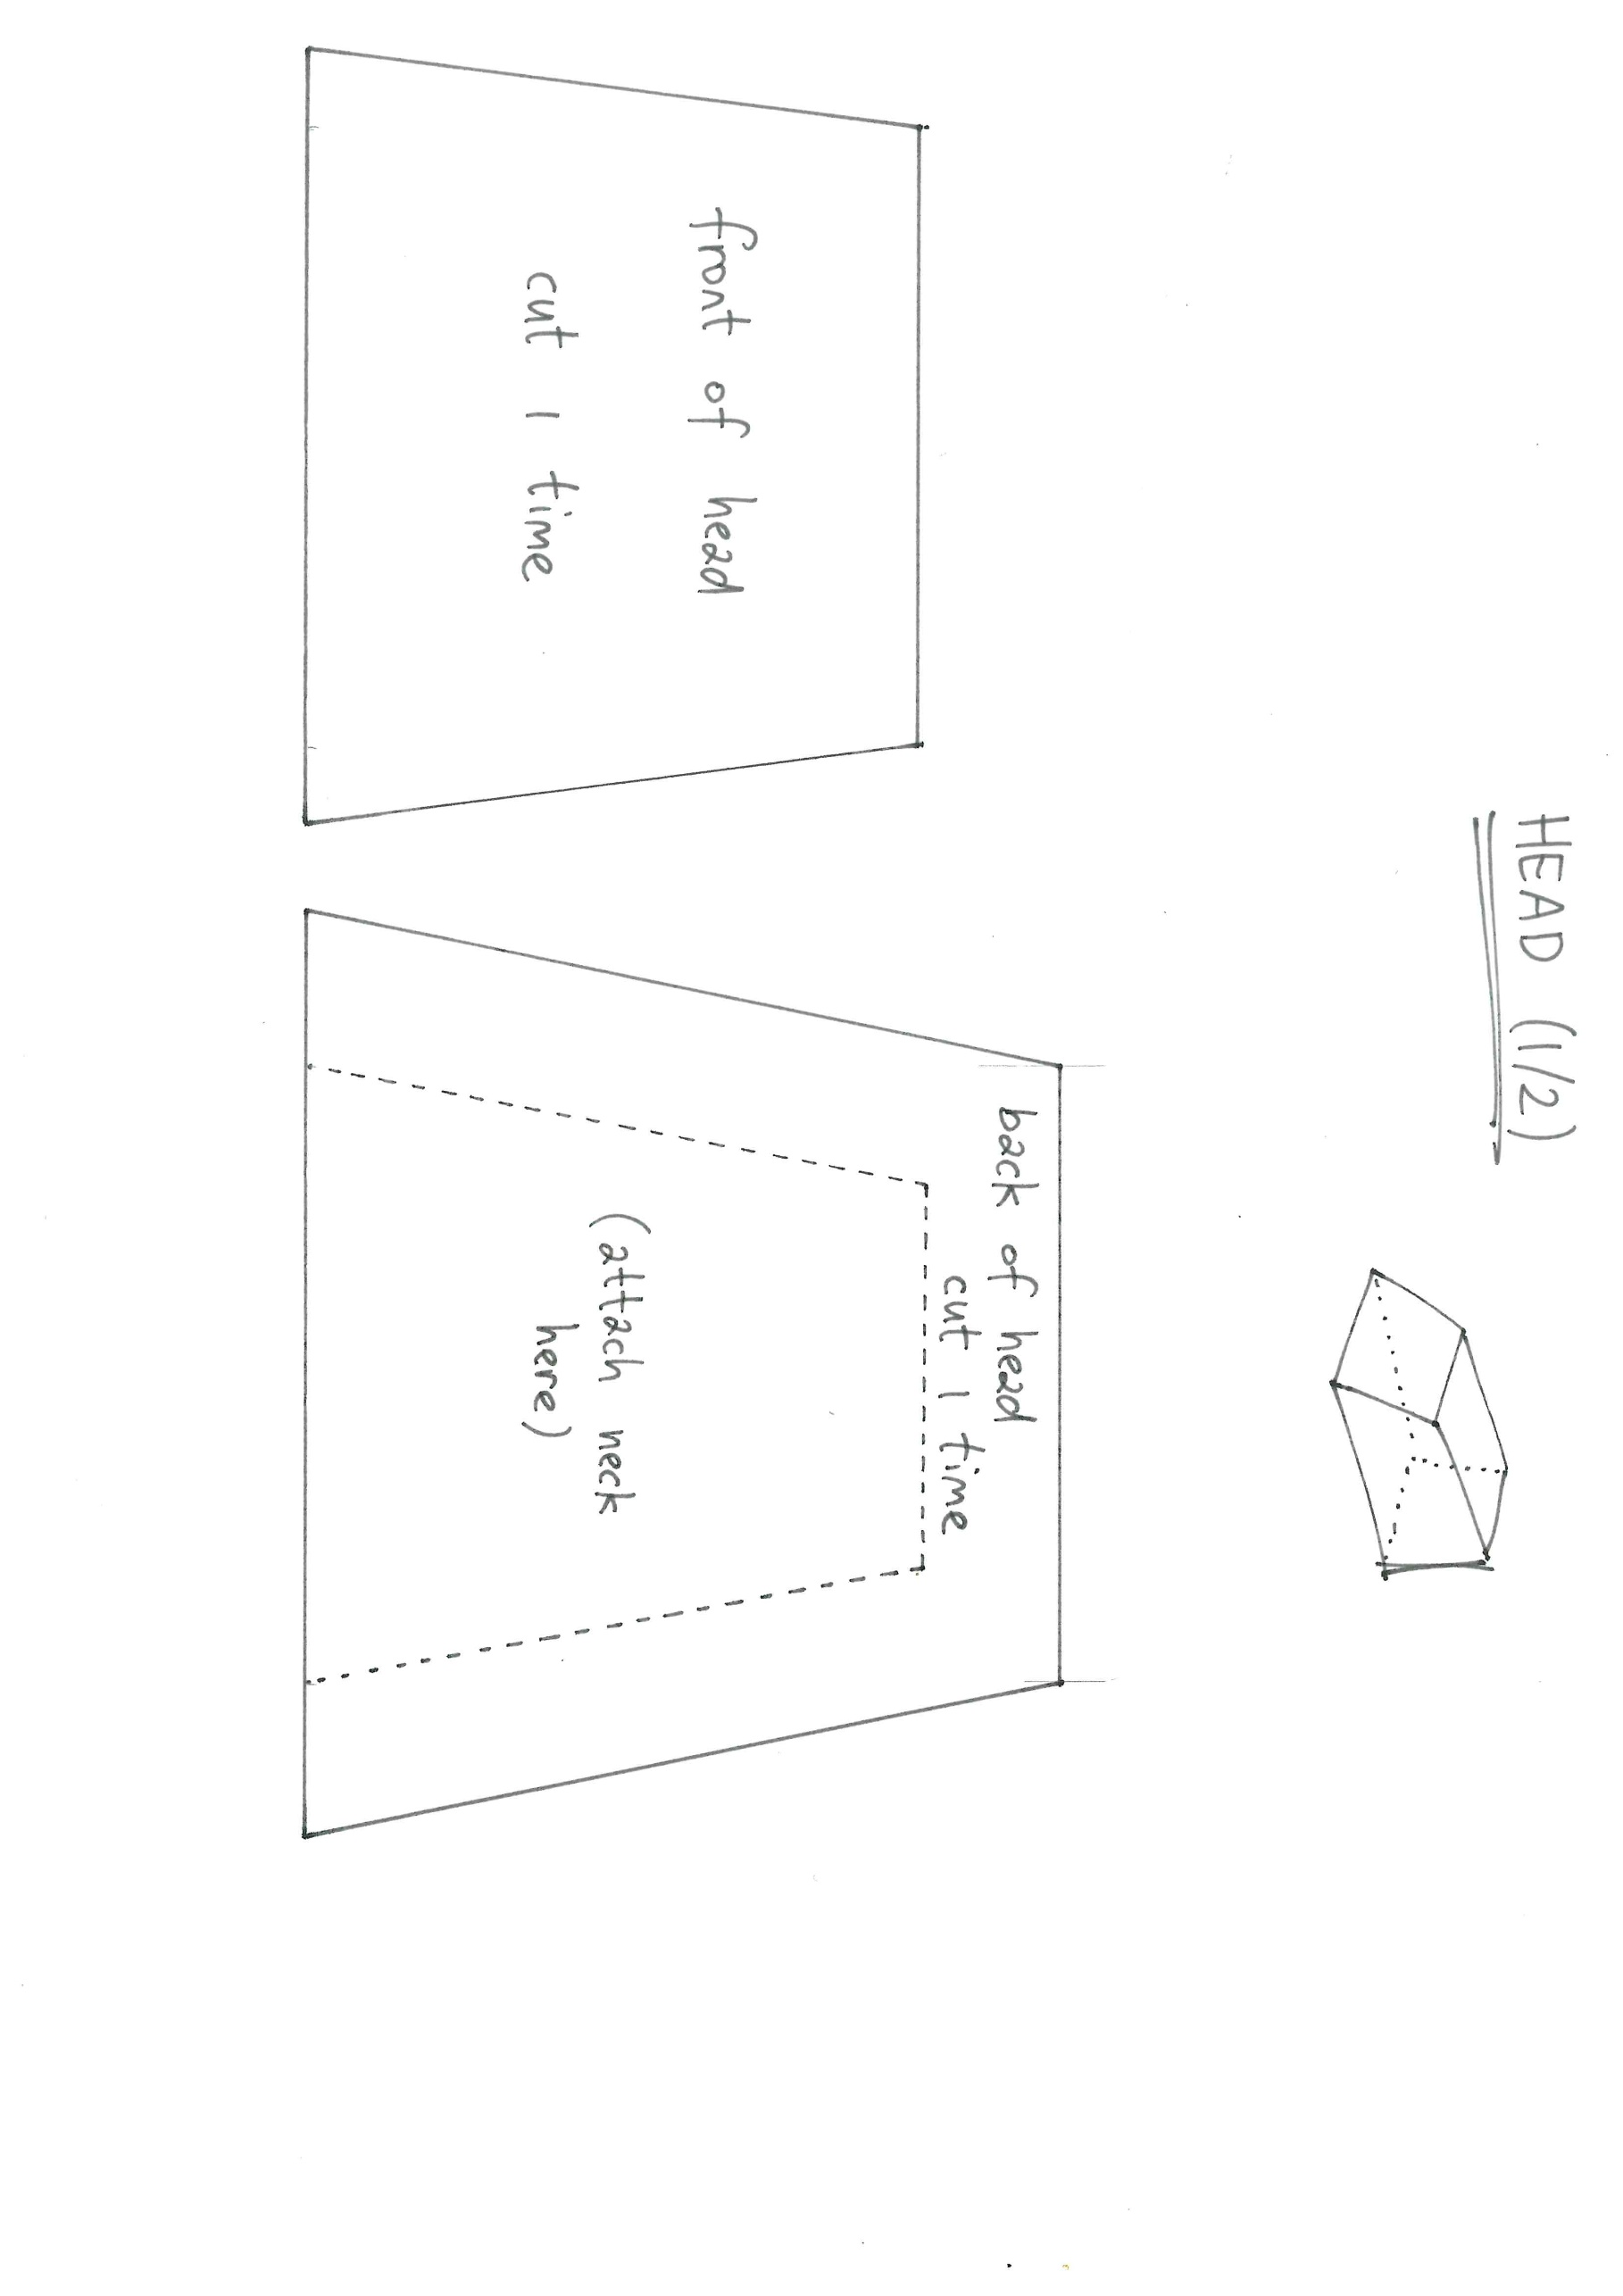 HEAD (1/2)
front of head
cut 1 time
back of head
cut 1 time
(attach neck
here)